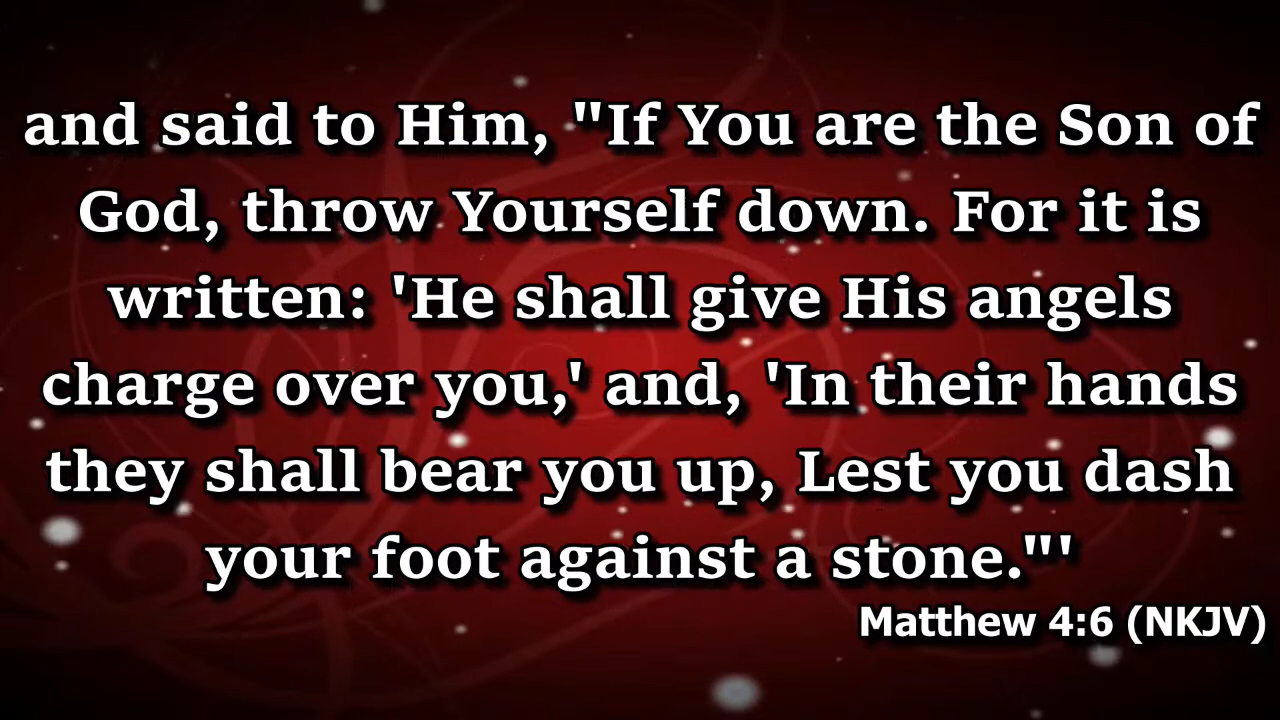 and said to Him, "If You are the Son of
God, throw Yourself down. For it is
written: 'He shall give His angels
charge over you,' and, 'In their hands
they shall bear you up, Lest you dash
your foot against a stone."'
Matthew 4:6 (NKJV)